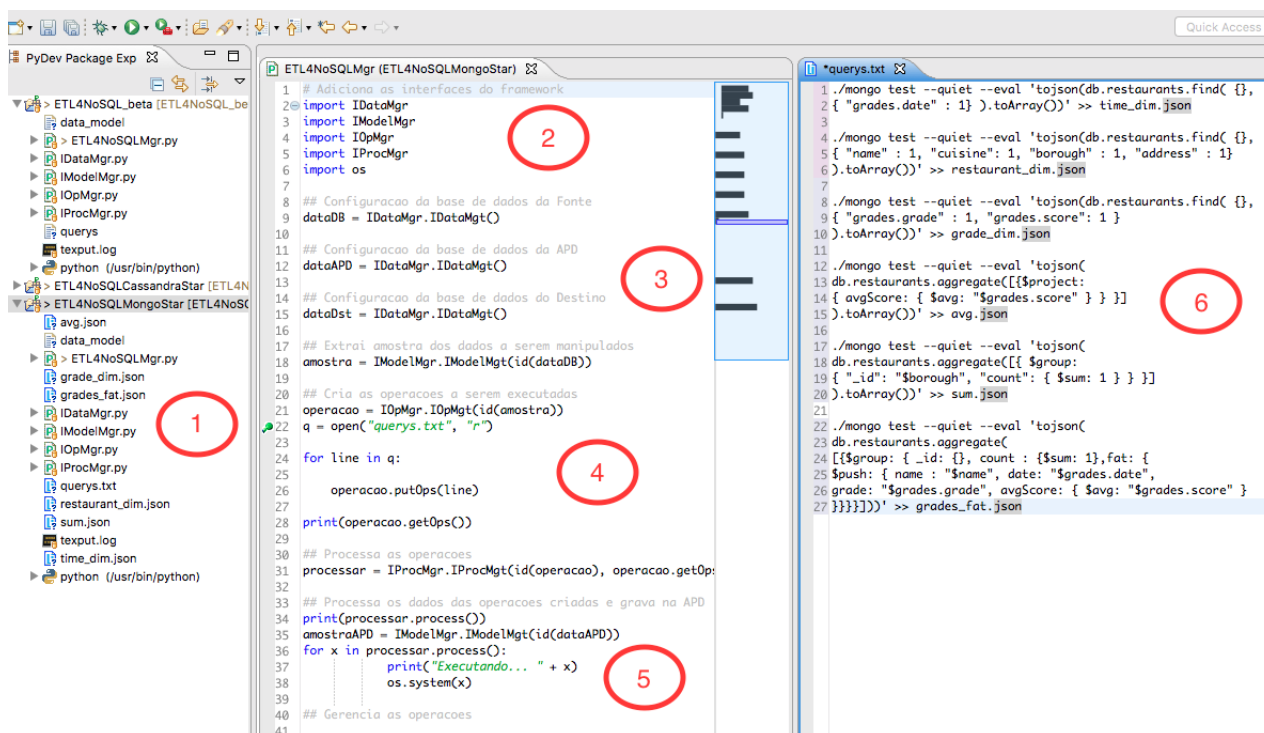 Quick Access
PyDev Package Exp
ETL4NoSQL_beta [ETL4NoSQL_be
data_model
> ETL4NoSQLMgr.py
IDataMgr.py
IModelMgr.py
IOpMgr.py
IProcMgr.py
querys
texput.log
python (/usr/bin/python)
> ETL4NoSQLCassandraStar [ETL4N
> ETL4NoSQLMongoStar [ETL4NoS(
avg.json
data_model
> ETL4NoSQLMgr.py
grade_dim.json
grades_fat.json
IDataMgr.py
IModelMgr.py
IOpMgr.py
IProcMgr.py
querys.txt
restaurant_dim.json
sum.json
texput.log
time_dim.json
python (/usr/bin/python)
1
ETL4NoSQLMgr (ETL4NoSQLMongoStar)
1 # Adiciona as interfaces do framework
2 import IDataMgr
3 import IModelMgr
4 import IOpMgr
5 import IProcMgr
6 import os
7
8 ## Configuracao da base de dados da Fonte
9 dataDB = IDataMgr.IDataMgt()
10
11 ## Configuracao da base de dados da APD
12 dataAPD = IDataMgr.IDataMgt()
13
14 ## Configuracao da base de dados do Destino
15 dataDst = IDataMgr.IDataMgt()
16
17 ## Extrai amostra dos dados a serem manipulados
18 amostra = IModelMgr.IModelMgt(id(dataDB))
19
20 ## Cria as operacoes a serem executadas
21 operacao = IOpMgr.IOpMgt(id(amostra))
22 q = open("querys.txt", "r")
23
24 for line in q:
25
26 operacao.putOps(line)
27
28 print(operacao.getOps())
29
30 ## Processa as operacoes
31 processar = IProcMgr.IProcMgt(id(operacao), operacao.getOp
32
33 ## Processa os dados das operacoes criadas e grava na APD
34 print(processar.process())
35 amostraAPD = IModelMgr.IModelMgt(id(dataAPD))
36 for x in processar.process():
37 print("Executando... " + x)
38 os.system(x)
39
40 ## Gerencia as operacoes
41
2
3
4
5
*querys.txt
1 ./mongo test --quiet --eval 'tojson(db.restaurants.find( {},
2 { "grades.date" : 1} ).toArray())' >> time_dim.json
3
4 ./mongo test --quiet --eval 'tojson(db.restaurants.find( {},
5 { "name" : 1, "cuisine": 1, "borough" : 1, "address" : 1}
6 ).toArray())' >> restaurant_dim.json
7
8 ./mongo test --quiet --eval 'tojson(db.restaurants.find( {},
9 { "grades.grade" : 1, "grades.score": 1 }
10 ).toArray())' >> grade_dim.json
11
12 ./mongo test --quiet --eval 'tojson(
13 db.restaurants.aggregate([{$project:
14 { avgScore: { $avg: "$grades.score" } } }]
15 ).toArray())' >> avg.json
16
17 ./mongo test --quiet --eval 'tojson(
18 db.restaurants.aggregate([{ $group:
19 { "_id": "$borough", "count": { $sum: 1 } } }]
20 ).toArray())' >> sum.json
21
22 ./mongo test --quiet --eval 'tojson(
23 db.restaurants.aggregate(
24 [{$group: { _id: {}, count : {$sum: 1},fat: {
25 $push: { name : "$name", date: "$grades.date",
26 grade: "$grades.grade", avgScore: { $avg: "$grades.score" }
27 }}}}]))' >> grades_fat.json
6